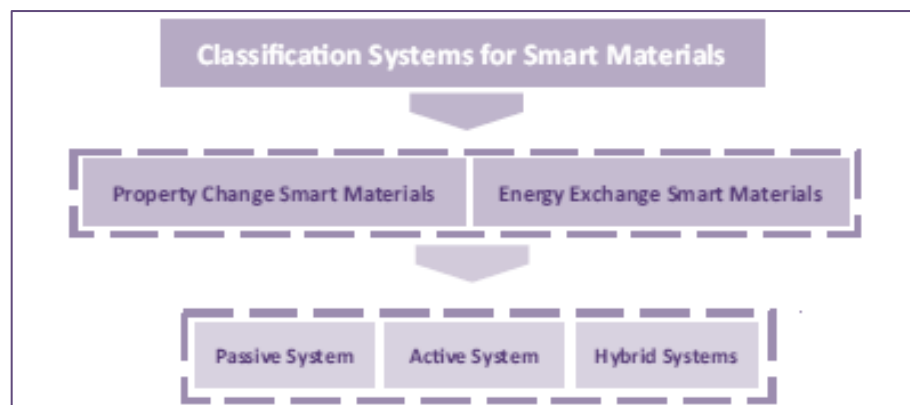 Classification Systems for Smart Materials
Property Change Smart Materials
Energy Exchange Smart Materials
Passive System
Active System
Hybrid Systems